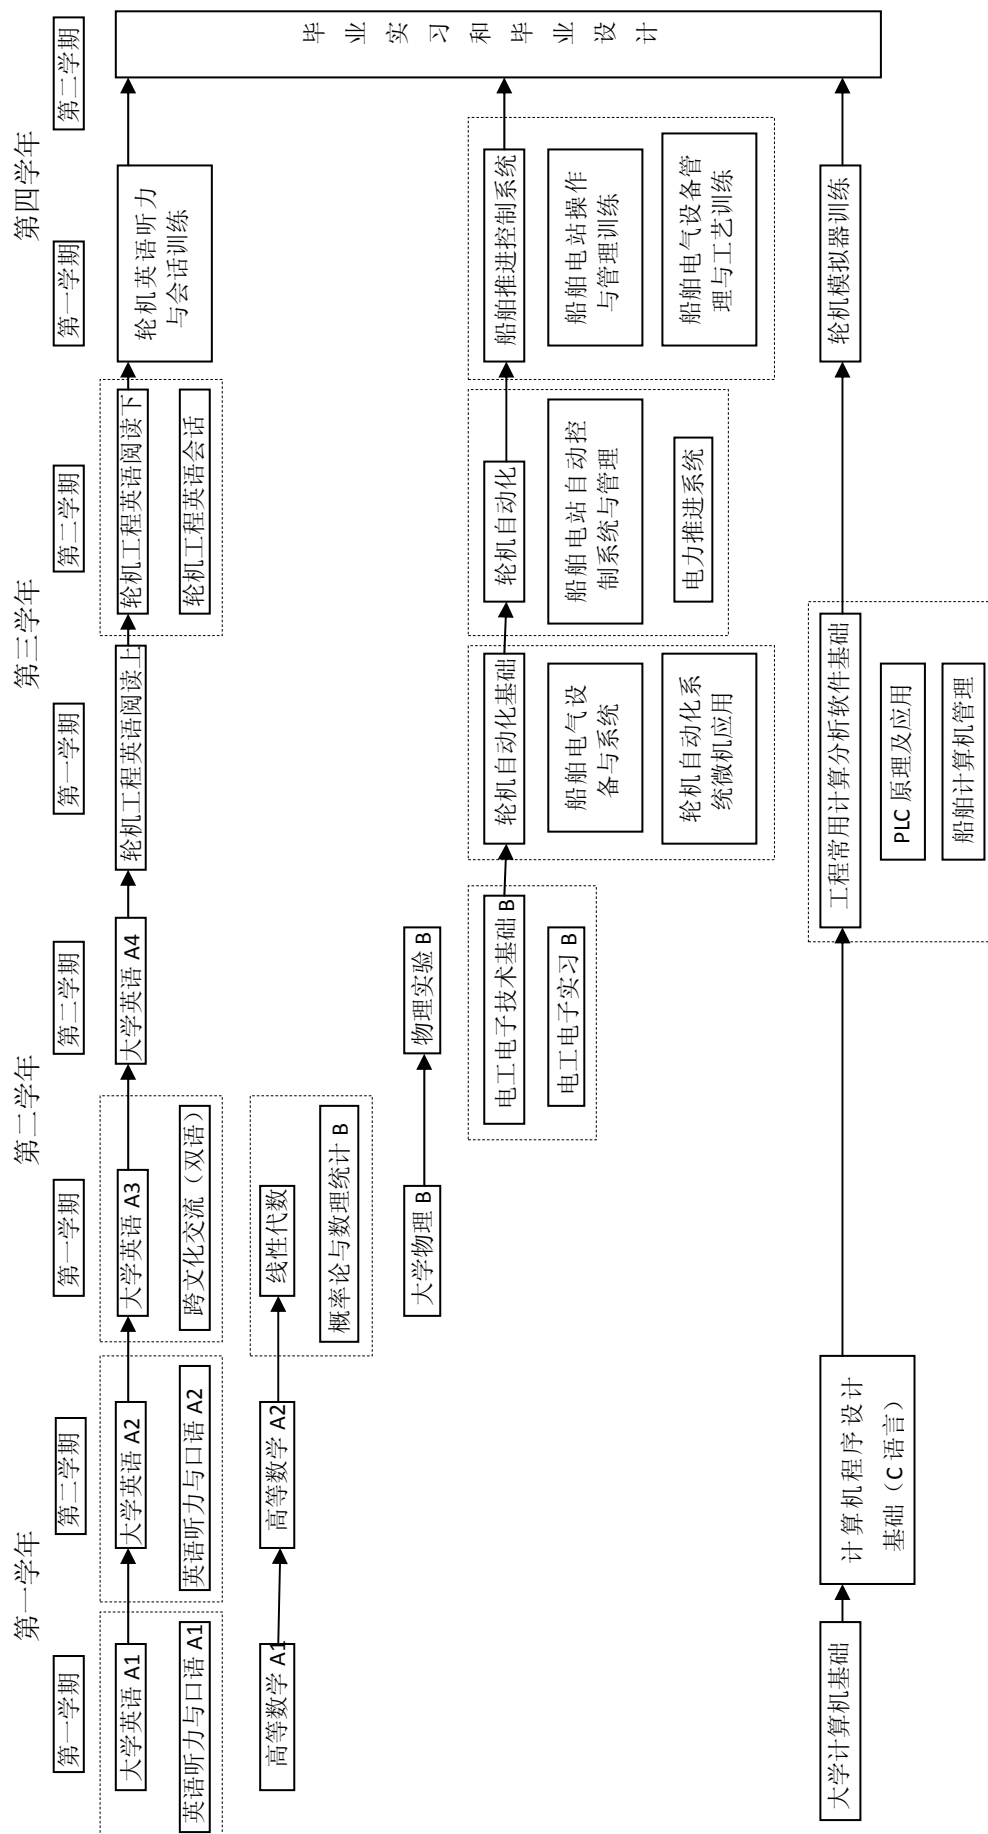 第一学年
第二学年
第三学年
第四学年
第一学期
第二学期
第一学期
第二学期
第一学期
第二学期
第一学期
第二学期
大学英语 A1
大学英语 A2
大学英语 A3
大学英语 A4
轮机工程英语阅读上
轮机工程英语阅读下
轮机英语听力
与会话训练
英语听力与口语 A1
英语听力与口语 A2
跨文化交流（双语）
轮机工程英语会话
高等数学 A1
高等数学 A2
线性代数
概率论与数理统计 B
大学物理 B
物理实验 B
电工电子技术基础 B
轮机自动化基础
轮机自动化
船舶推进控制系统
电工电子实习 B
船舶电气设
备与系统
船舶电站自动控
制系统与管理
船舶电站操作
与管理训练
轮机自动化系
统微机应用
电力推进系统
船舶电气设备管
理与工艺训练
大学计算机基础
计算机程序设计
基础（C 语言）
工程常用计算分析软件基础
轮机模拟器训练
PLC 原理及应用
船舶计算机管理
毕业实习和毕业设计